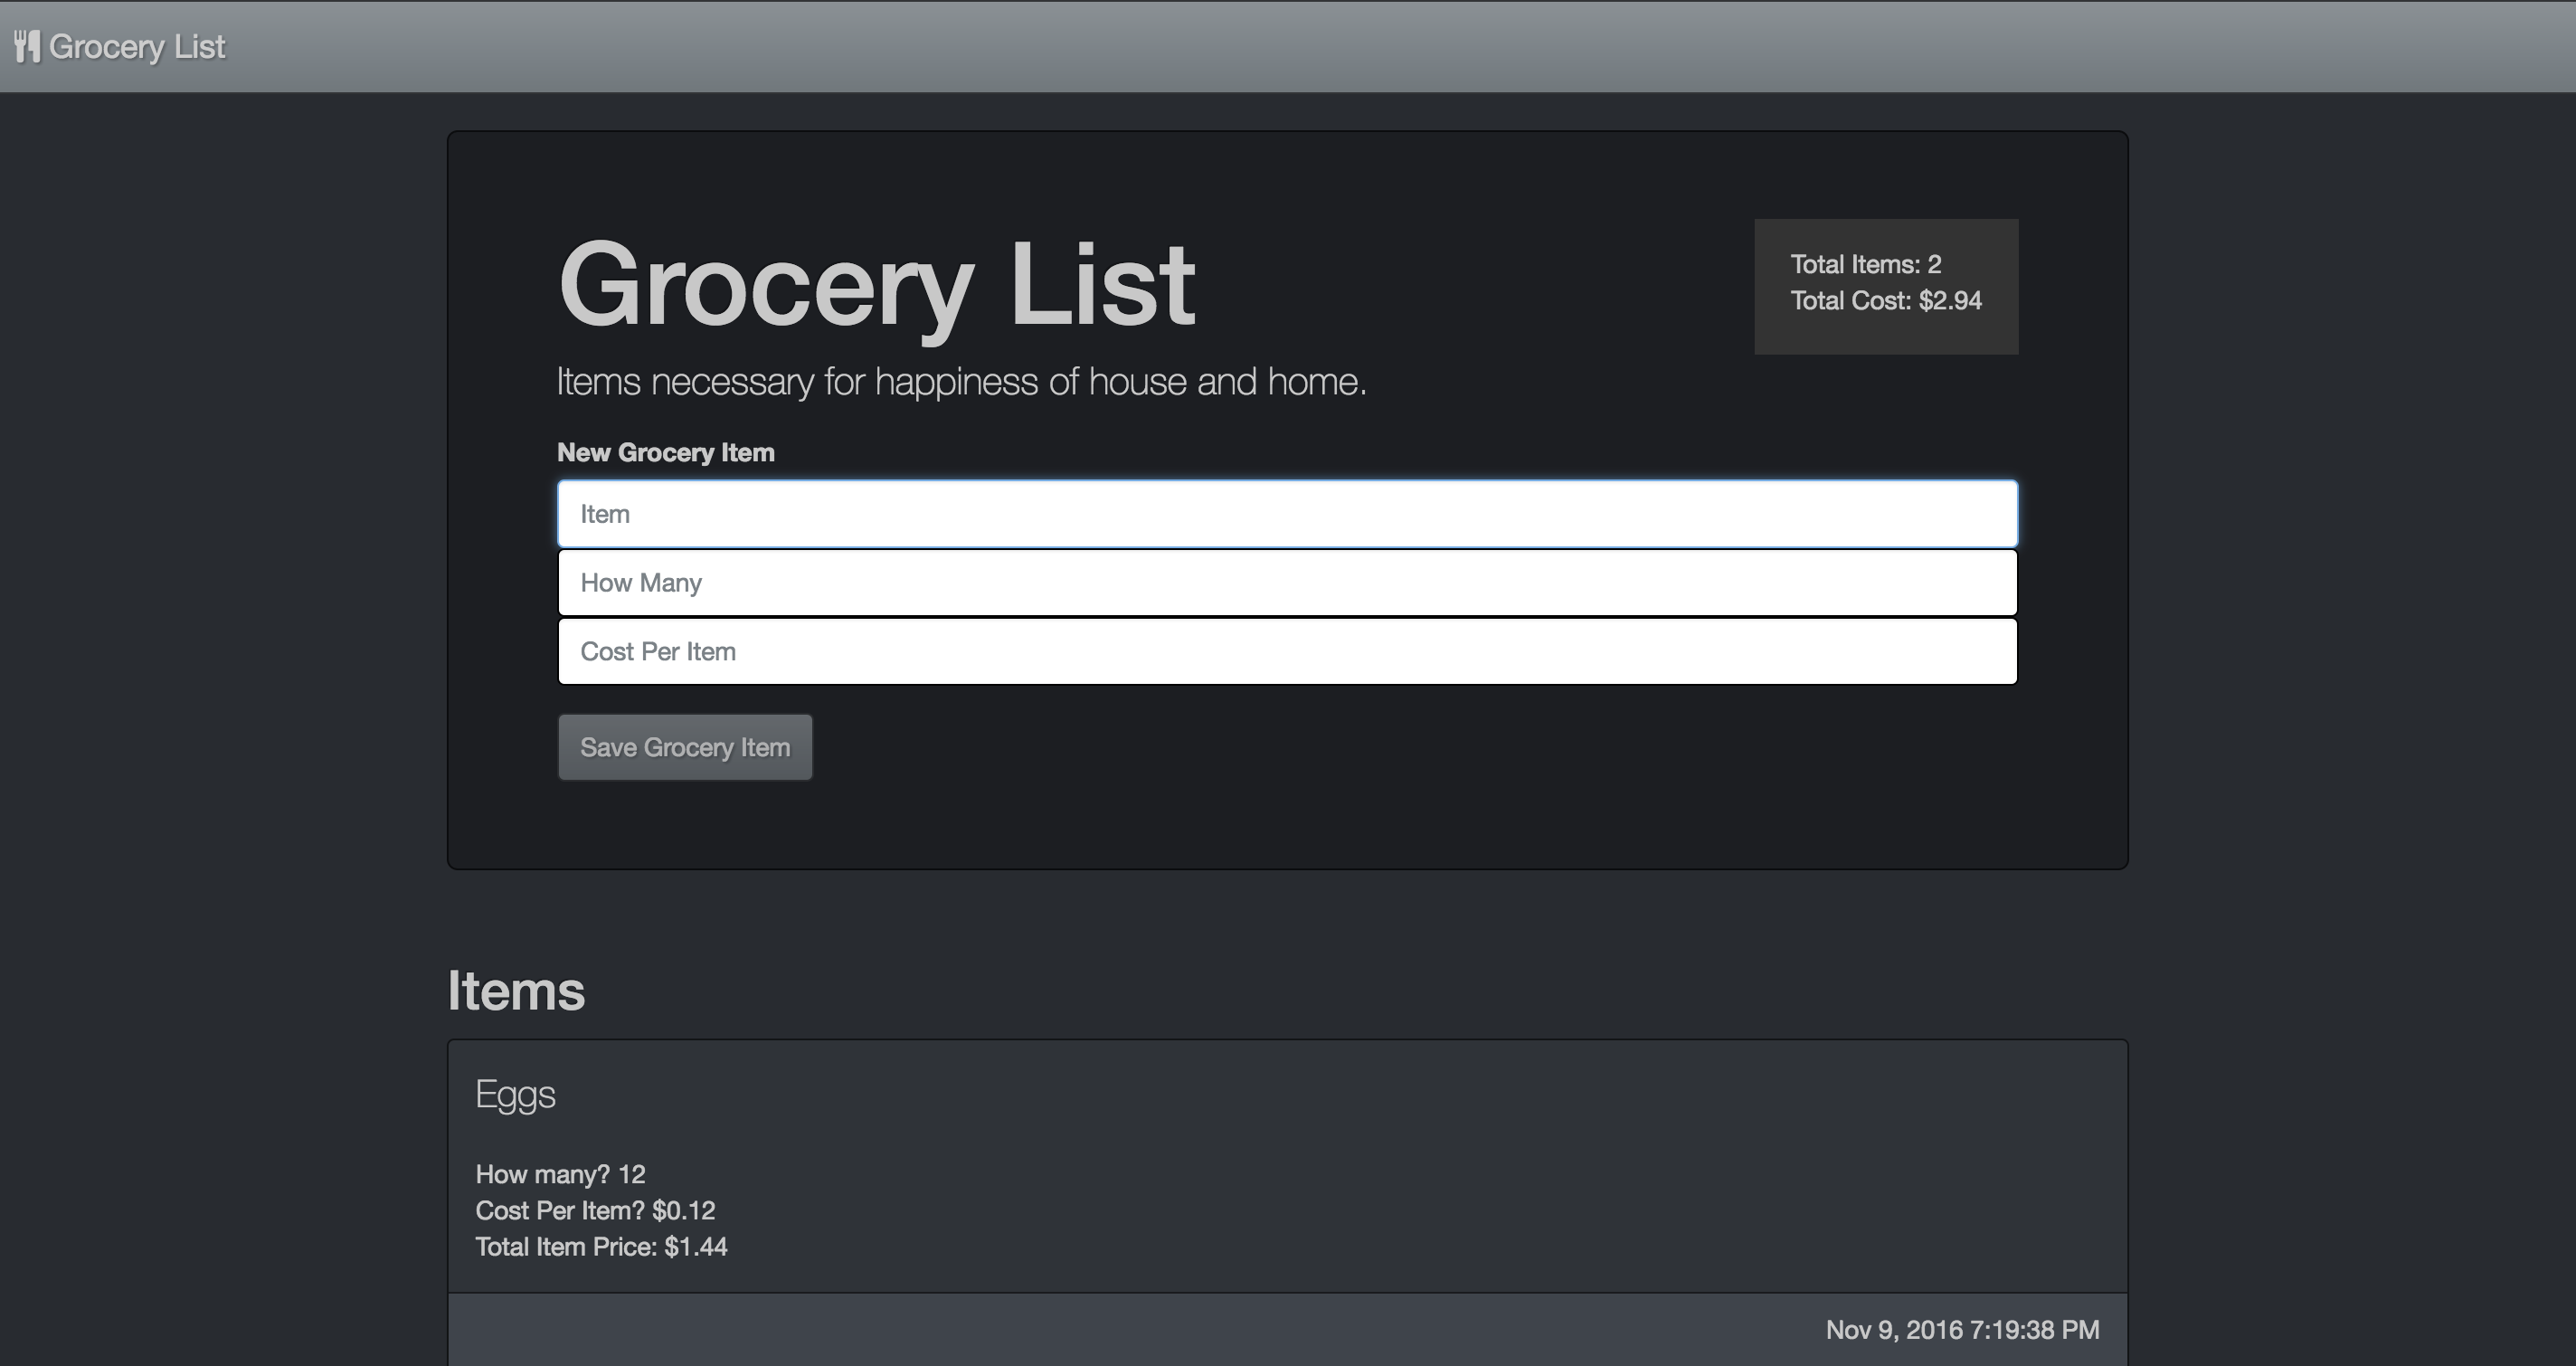 Grocery List
Grocery List
Total Items: 2
Total Cost: $2.94
Items necessary for happiness of house and home.
New Grocery Item
Item
How Many
Cost Per Item
Save Grocery Item
Items
Eggs
How many? 12
Cost Per Item? $0.12
Total Item Price: $1.44
Nov 9, 2016 7:19:38 PM